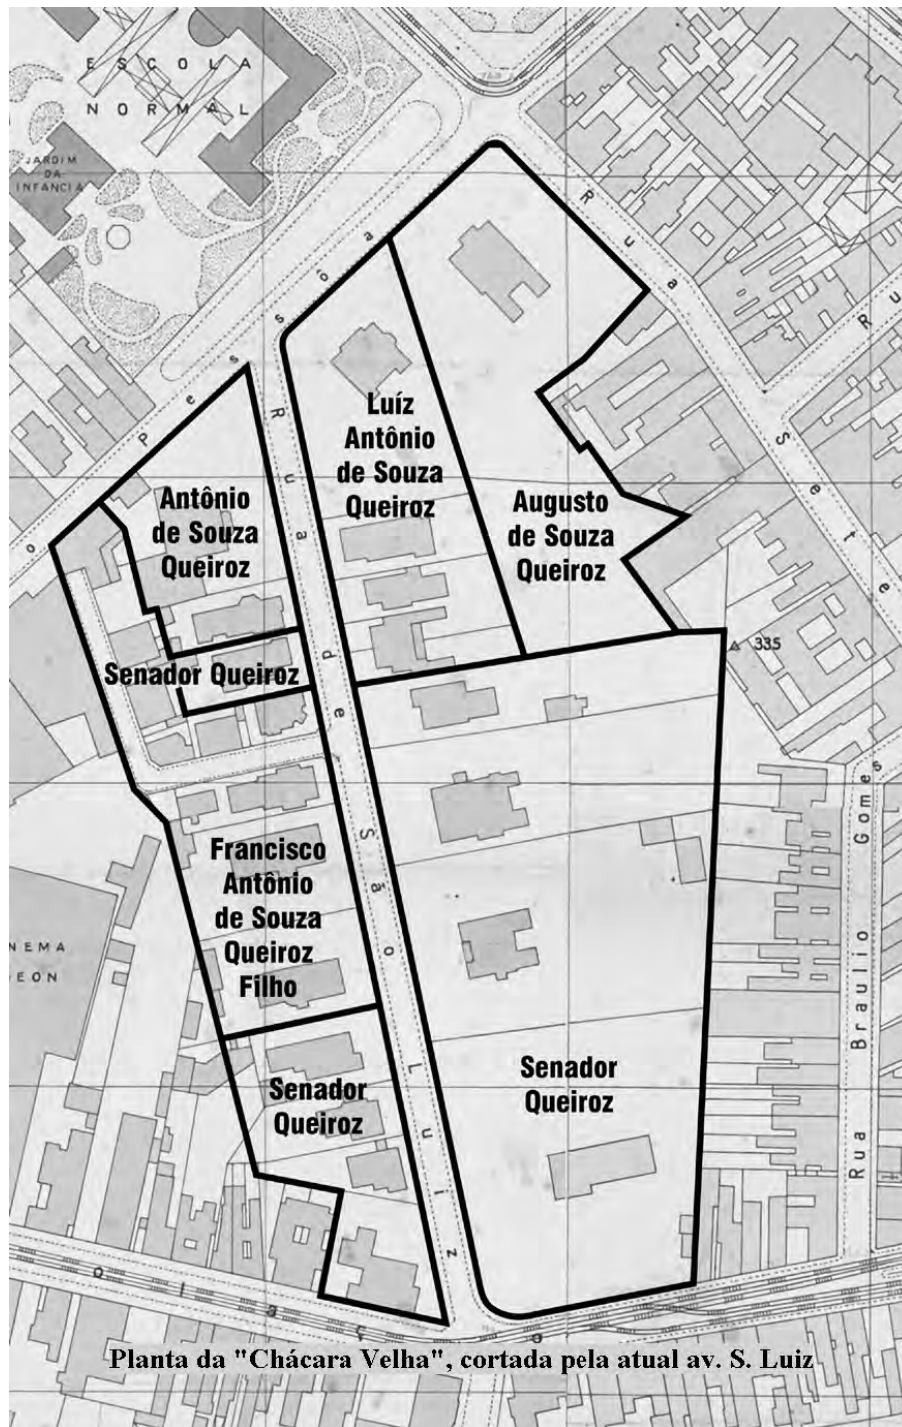 ESCOLA
NORMAL
JARDIM
DA
INFANCIA
Pessôa
Rua Sete
Ru
Luíz
Antônio
de Souza
Queiroz
Antônio
de Souza
Queiroz
Augusto
de Souza
Queiroz
Rua de São Luiz
335
Senador Queiroz
Francisco
Antônio
de Souza
Queiroz
Filho
NEMA
EON
Rua Braulio Gomes
Senador
Queiroz
Senador
Queiroz
olaç
o
Planta da "Chácara Velha", cortada pela atual av. S. Luiz